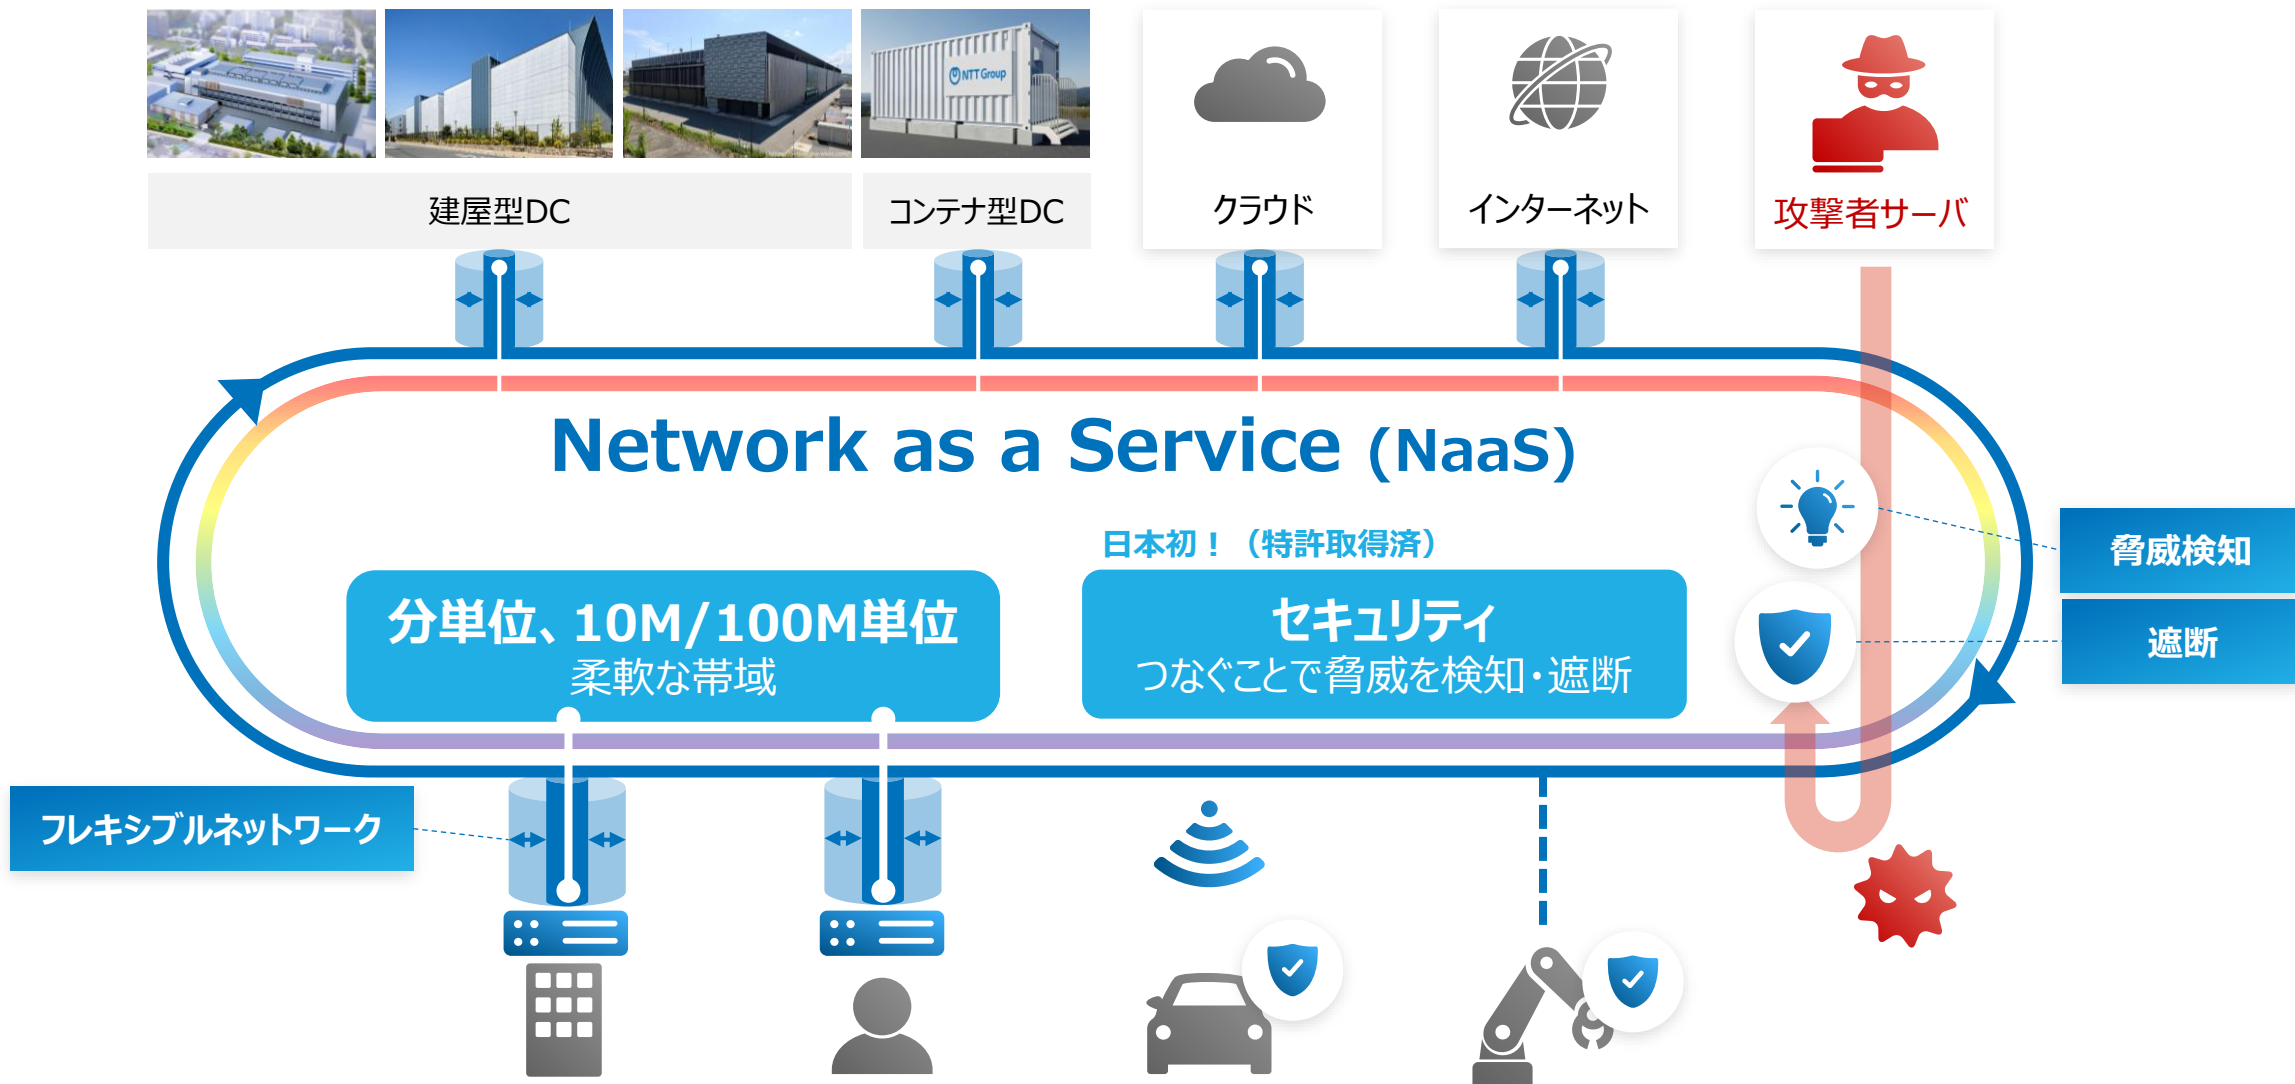 NTT Group
建屋型DC
コンテナ型DC
クラウド
インターネット
攻撃者サーバ
Network as a Service (NaaS)
日本初！（特許取得済）
分単位、10M/100M単位
柔軟な帯域
セキュリティ
つなぐことで脅威を検知・遮断
脅威検知
遮断
フレキシブルネットワーク